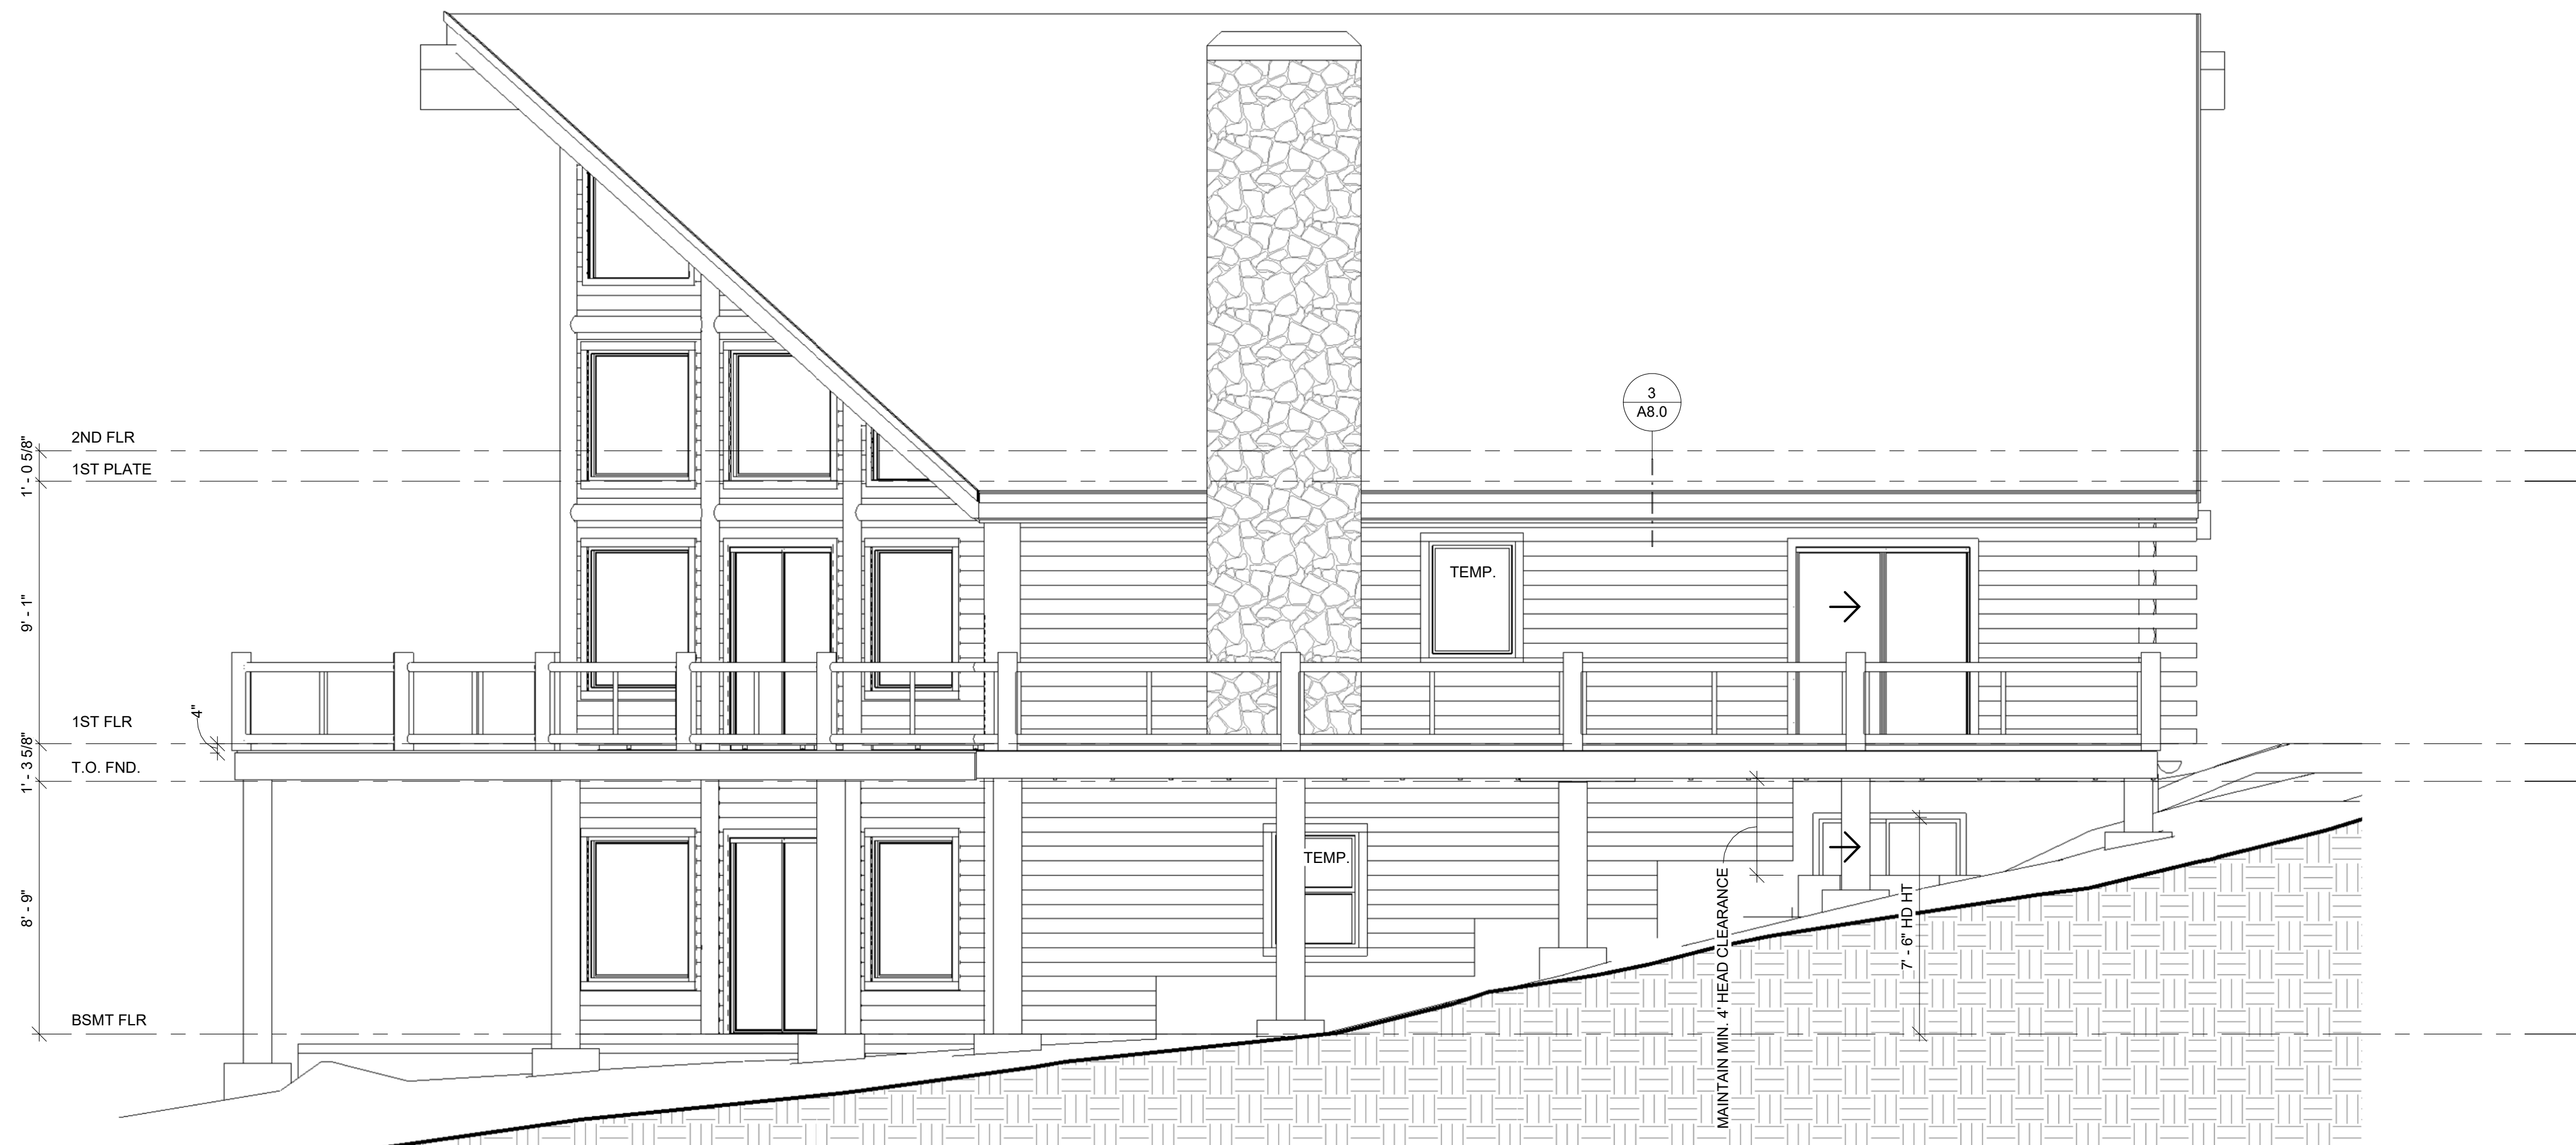 3
A8.0
2ND FLR
1ST PLATE
1' - 0 5/8"
TEMP.
9' - 1"
4"
1ST FLR
1' - 3 5/8"
T.O. FND.
TEMP.
8' - 9"
MAINTAIN MIN. 4' HEAD CLEARANCE
7' - 6" HD HT
BSMT FLR